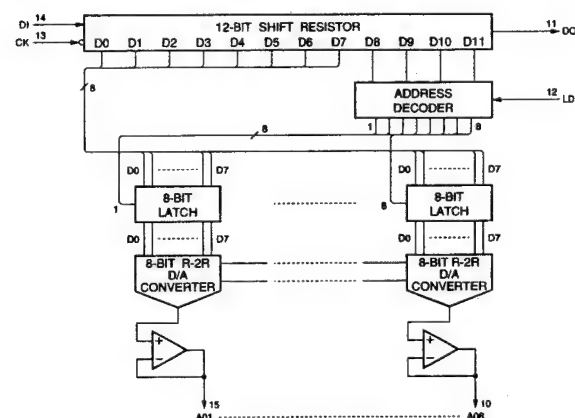 DI 14 12-BIT SHIFT RESISTOR 11 DO
CK 13 D0 D1 D2 D3 D4 D5 D6 D7 D8 D9 D10 D11
8
ADDRESS
DECODER
12
LD
8
1 8
D0 D7 D0 D7
8-BIT
LATCH
1
8-BIT
LATCH
8
D0 D7 D0 D7
8-BIT R-2R
D/A
CONVERTER
8-BIT R-2R
D/A
CONVERTER
+
−
+
−
15 10
A01 A08